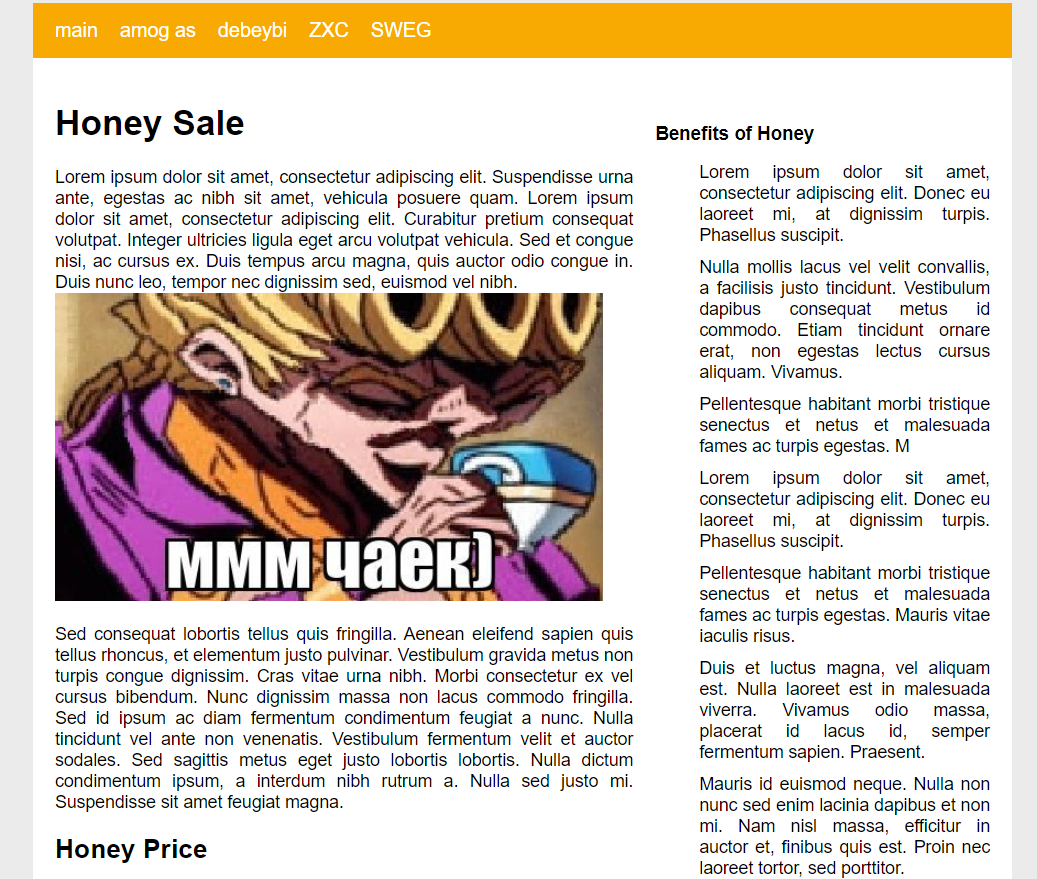 main amog as debeybi ZXC SWEG
Honey Sale
Lorem ipsum dolor sit amet, consectetur adipiscing elit. Suspendisse urna
ante, egestas ac nibh sit amet, vehicula posuere quam. Lorem ipsum
dolor sit amet, consectetur adipiscing elit. Curabitur pretium consequat
volutpat. Integer ultricies ligula eget arcu volutpat vehicula. Sed et congue
nisi, ac cursus ex. Duis tempus arcu magna, quis auctor odio congue in.
Duis nunc leo, tempor nec dignissim sed, euismod vel nibh.
ммм чаек)
Sed consequat lobortis tellus quis fringilla. Aenean eleifend sapien quis
tellus rhoncus, et elementum justo pulvinar. Vestibulum gravida metus non
turpis congue dignissim. Cras vitae urna nibh. Morbi consectetur ex vel
cursus bibendum. Nunc dignissim massa non lacus commodo fringilla.
Sed id ipsum ac diam fermentum condimentum feugiat a nunc. Nulla
tincidunt vel ante non venenatis. Vestibulum fermentum velit et auctor
sodales. Sed sagittis metus eget justo lobortis lobortis. Nulla dictum
condimentum ipsum, a interdum nibh rutrum a. Nulla sed justo mi.
Suspendisse sit amet feugiat magna.
Honey Price
Benefits of Honey
Lorem ipsum dolor sit amet,
consectetur adipiscing elit. Donec eu
laoreet mi, at dignissim turpis.
Phasellus suscipit.
Nulla mollis lacus vel velit convallis,
a facilisis justo tincidunt. Vestibulum
dapibus consequat metus id
commodo. Etiam tincidunt ornare
erat, non egestas lectus cursus
aliquam. Vivamus.
Pellentesque habitant morbi tristique
senectus et netus et malesuada
fames ac turpis egestas. M
Lorem ipsum dolor sit amet,
consectetur adipiscing elit. Donec eu
laoreet mi, at dignissim turpis.
Phasellus suscipit.
Pellentesque habitant morbi tristique
senectus et netus et malesuada
fames ac turpis egestas. Mauris vitae
iaculis risus.
Duis et luctus magna, vel aliquam
est. Nulla laoreet est in malesuada
viverra. Vivamus odio massa,
placerat id lacus id, semper
fermentum sapien. Praesent.
Mauris id euismod neque. Nulla non
nunc sed enim lacinia dapibus et non
mi. Nam nisl massa, efficitur in
auctor et, finibus quis est. Proin nec
laoreet tortor, sed porttitor.